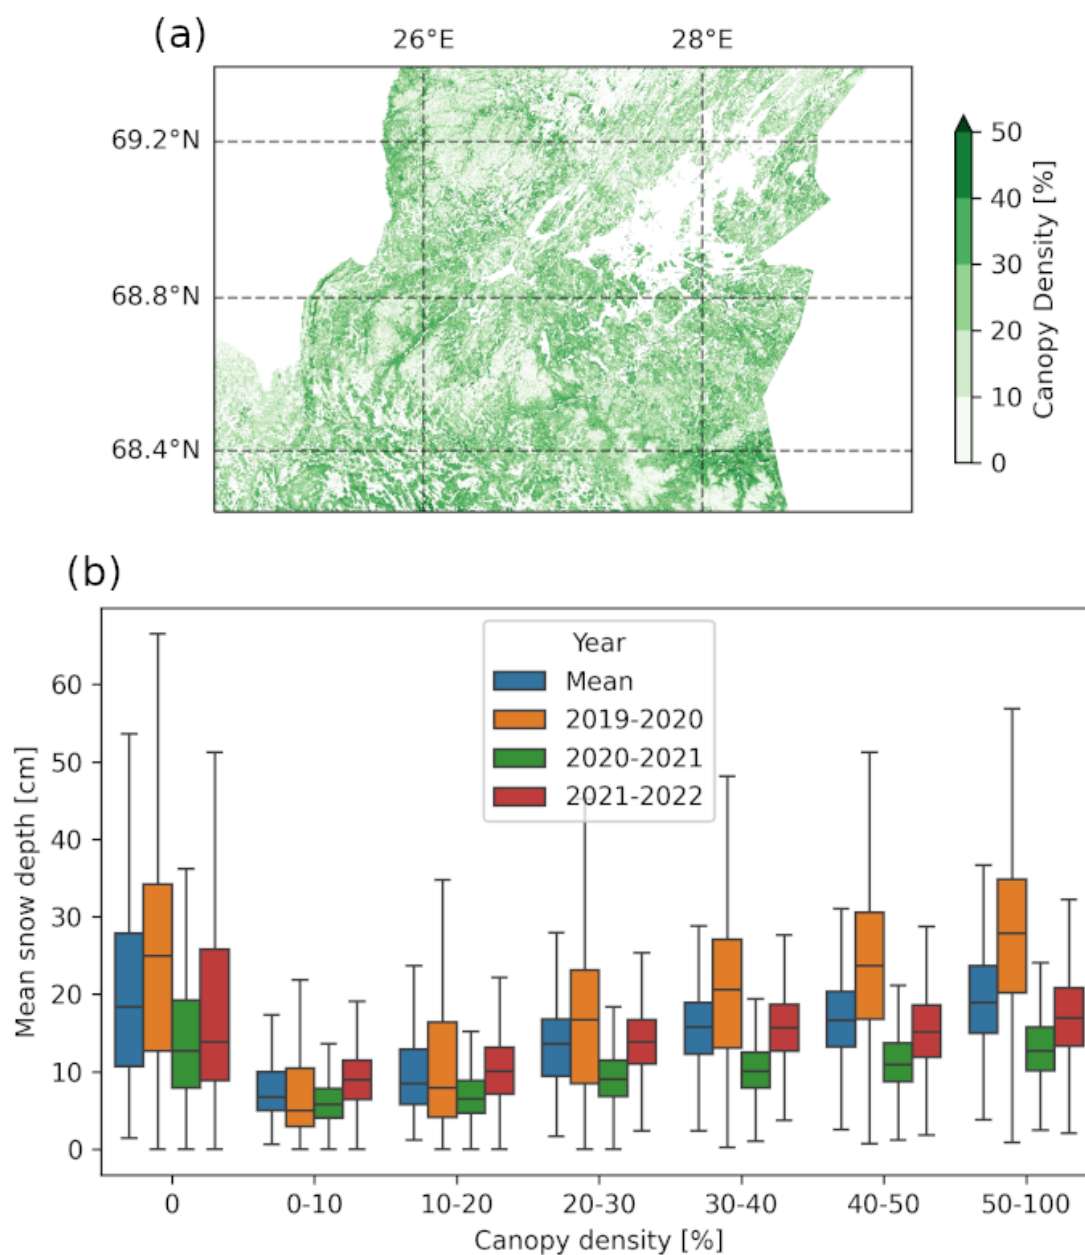 (a)
26°E 28°E
69.2°N
68.8°N
68.4°N
50
40
30
20
10
0
Canopy Density [%]
(b)
Mean snow depth [cm]
60
50
40
30
20
10
0
Year
Mean
2019-2020
2020-2021
2021-2022
0 0-10 10-20 20-30 30-40 40-50 50-100
Canopy density [%]